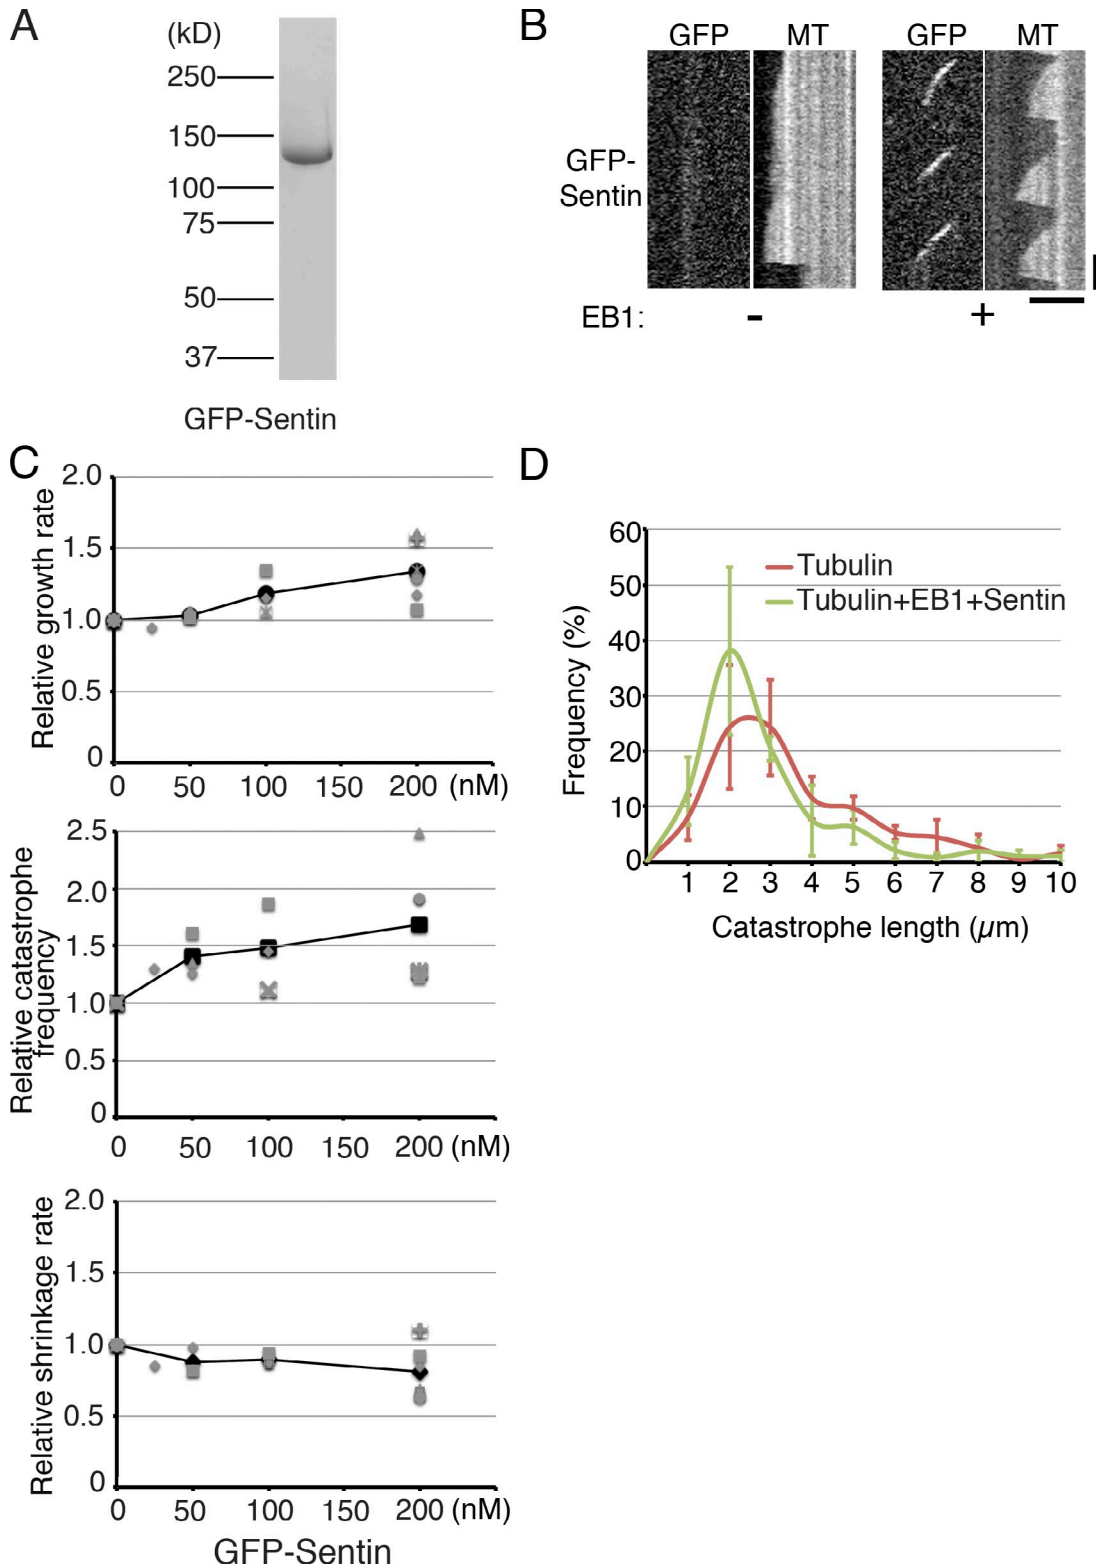 A
(kD)
250
150
100
75
50
37
GFP-Sentin
B
GFP MT GFP MT
GFP-
Sentin
EB1: - +
C
2.0
1.5
1.0
0.5
0
Relative growth rate
0 50 100 150 200 (nM)
2.5
2.0
1.5
1.0
0.5
0
Relative catastrophe
frequency
0 50 100 150 200 (nM)
2.0
1.5
1.0
0.5
0
Relative shrinkage rate
0 50 100 150 200 (nM)
GFP-Sentin
D
60
50
40
30
20
10
0
Frequency (%)
Tubulin
Tubulin+EB1+Sentin
1 2 3 4 5 6 7 8 9 10
Catastrophe length (µm)